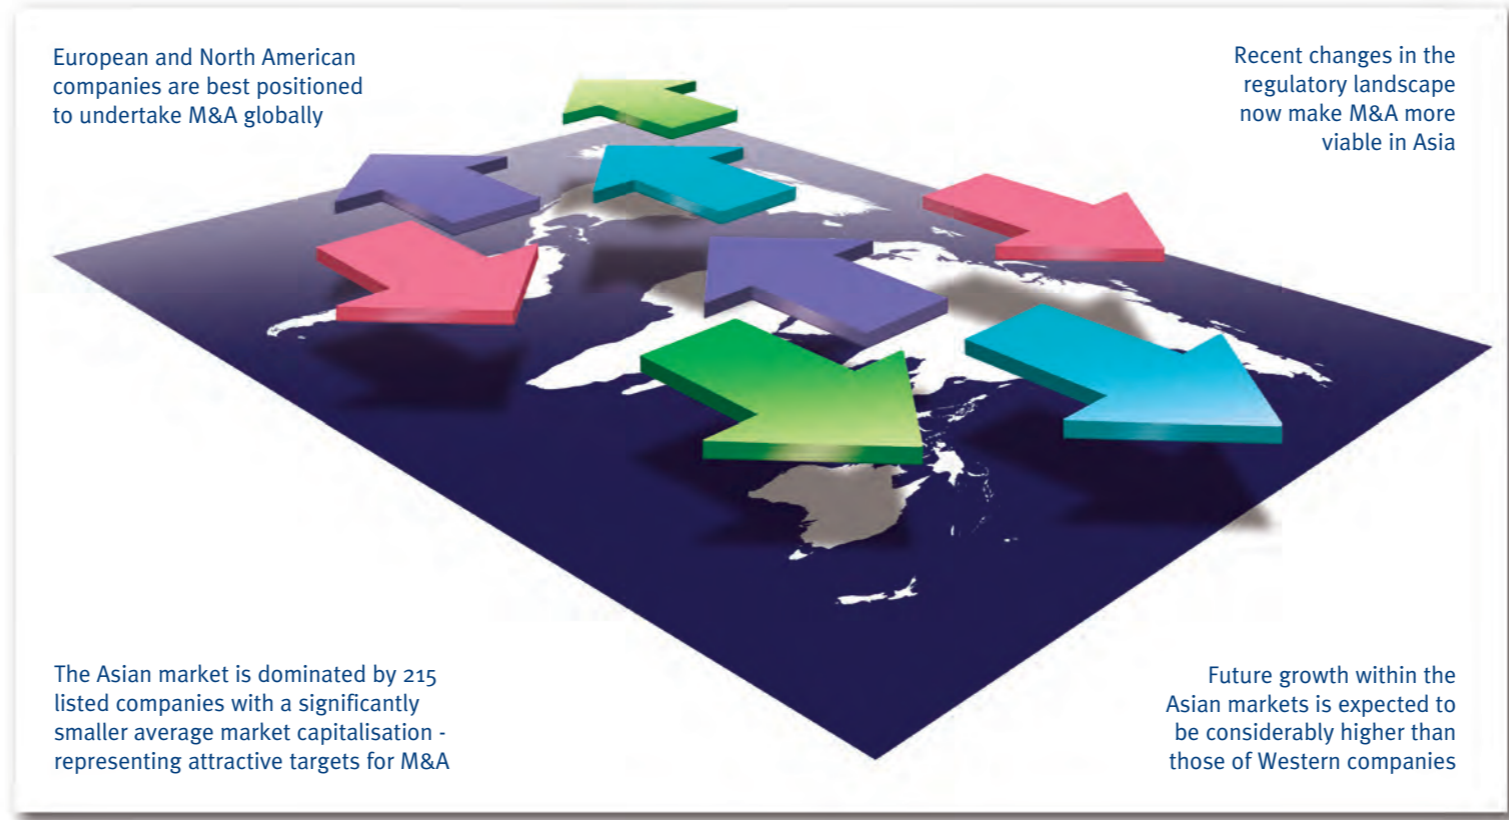 European and North American
companies are best positioned
to undertake M&A globally
Recent changes in the
regulatory landscape
now make M&A more
viable in Asia
The Asian market is dominated by 215
listed companies with a significantly
smaller average market capitalisation -
representing attractive targets for M&A
Future growth within the
Asian markets is expected to
be considerably higher than
those of Western companies